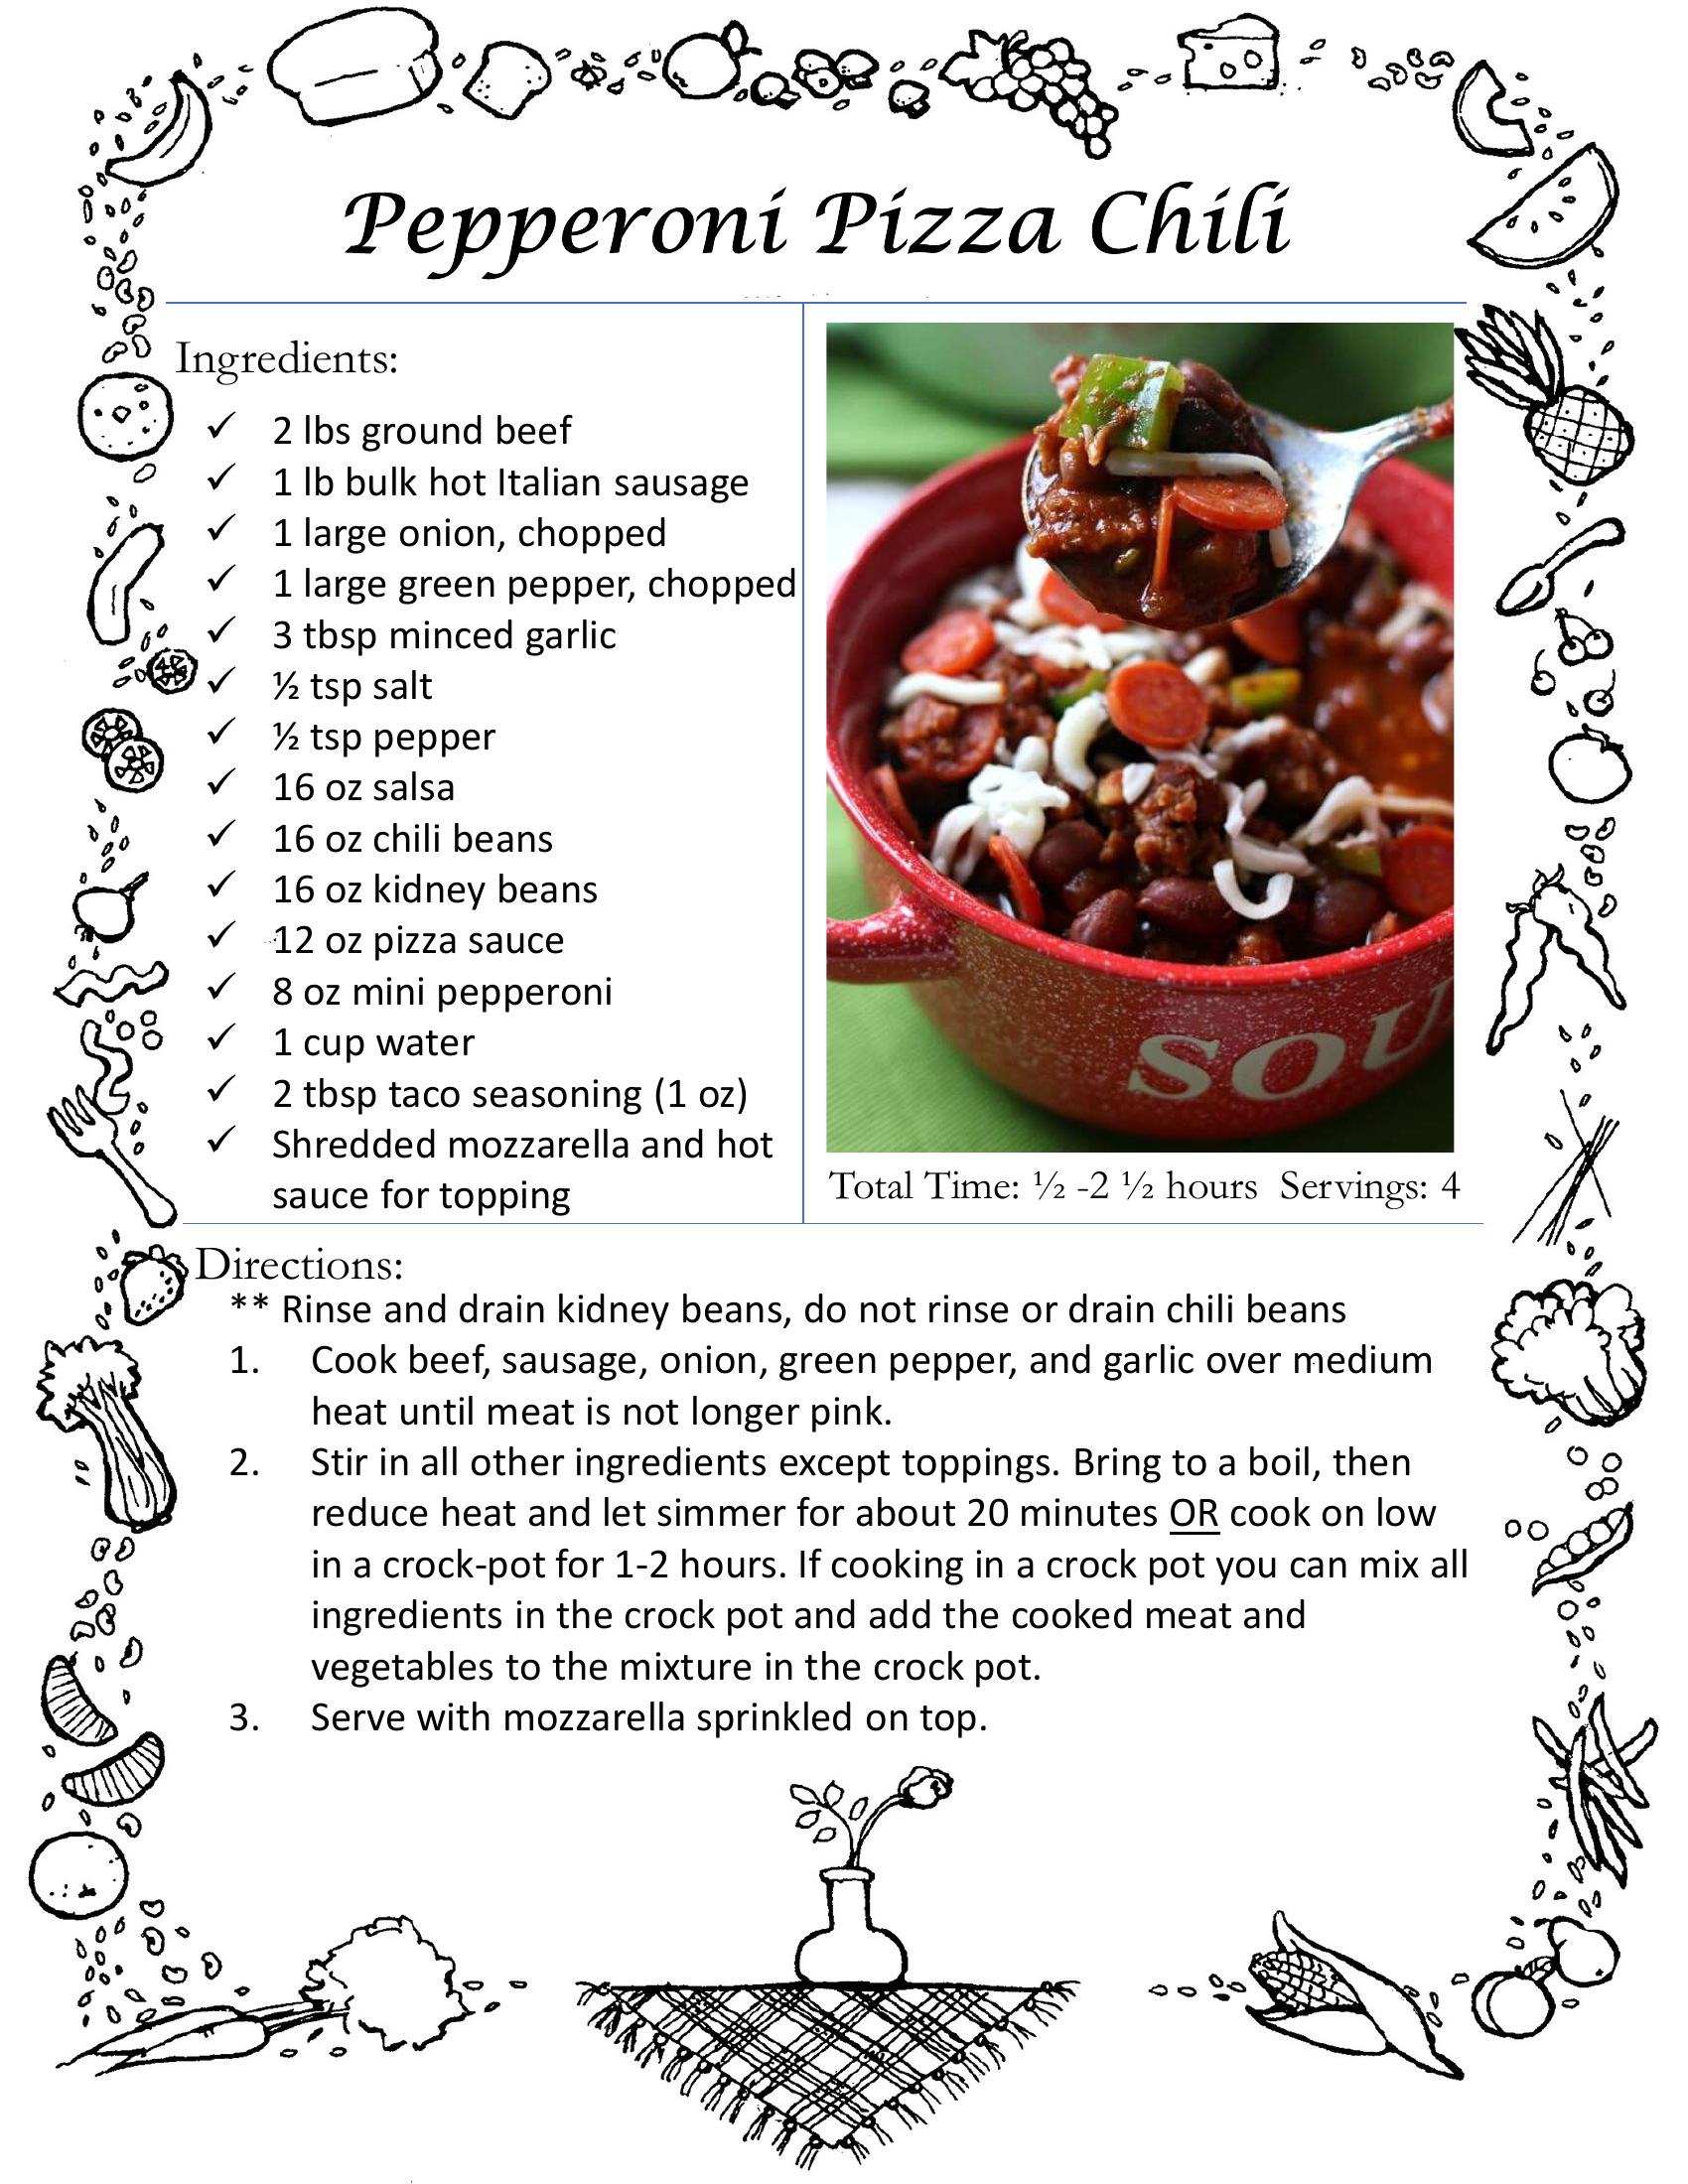 Pepperoni Pizza Chili
Ingredients:
✓ 2 lbs ground beef
✓ 1 lb bulk hot Italian sausage
✓ 1 large onion, chopped
✓ 1 large green pepper, chopped
✓ 3 tbsp minced garlic
✓ ½ tsp salt
✓ ½ tsp pepper
✓ 16 oz salsa
✓ 16 oz chili beans
✓ 16 oz kidney beans
✓ 12 oz pizza sauce
✓ 8 oz mini pepperoni
✓ 1 cup water
✓ 2 tbsp taco seasoning (1 oz)
✓ Shredded mozzarella and hot
sauce for topping
SOU
Total Time: ½ -2 ½ hours Servings: 4
Directions:
** Rinse and drain kidney beans, do not rinse or drain chili beans
1. Cook beef, sausage, onion, green pepper, and garlic over medium
heat until meat is not longer pink.
2. Stir in all other ingredients except toppings. Bring to a boil, then
reduce heat and let simmer for about 20 minutes OR cook on low
in a crock-pot for 1-2 hours. If cooking in a crock pot you can mix all
ingredients in the crock pot and add the cooked meat and
vegetables to the mixture in the crock pot.
3. Serve with mozzarella sprinkled on top.